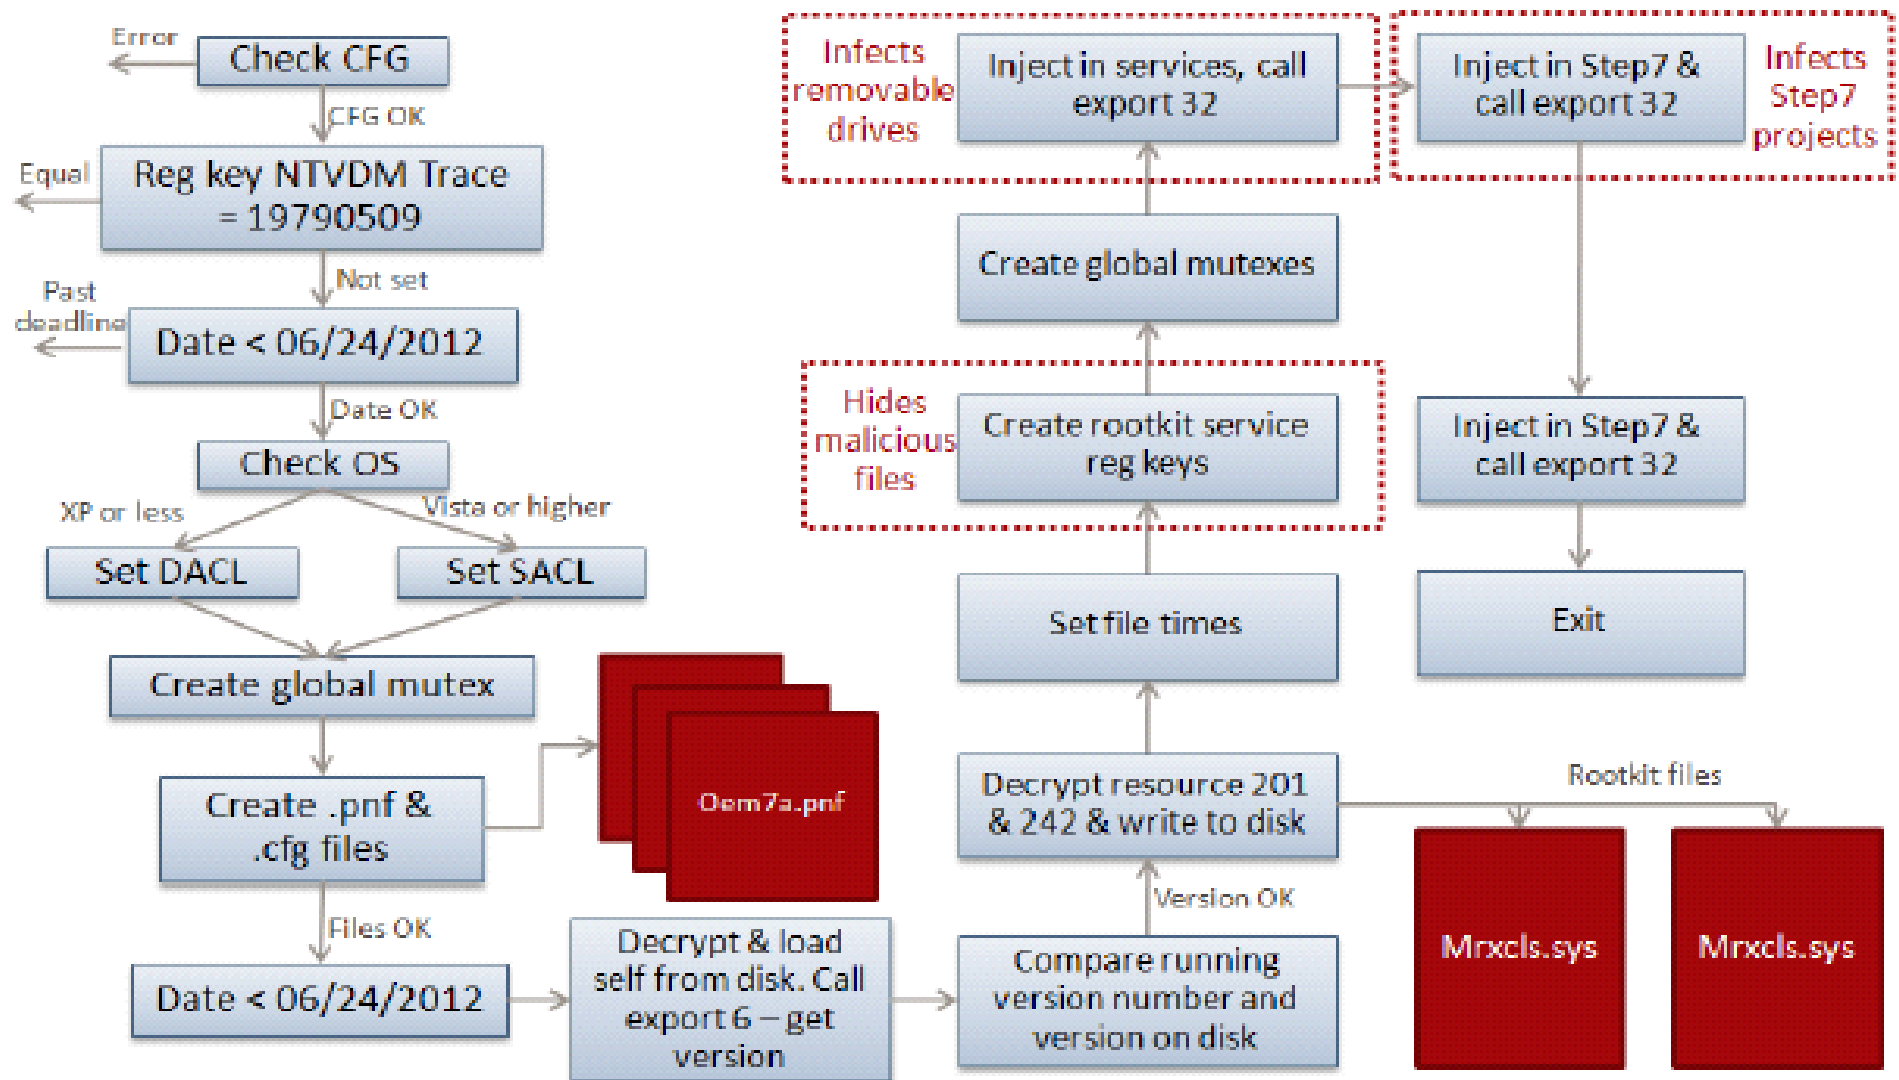 Error
Check CFG
CFG OK
Equal
Reg key NTVDM Trace
= 19790509
Not set
Past
deadline
Date < 06/24/2012
Date OK
Check OS
XP or less
Vista or higher
Set DACL
Set SACL
Create global mutex
Create .pnf &
.cfg files
Oem7a.pnf
Files OK
Date < 06/24/2012
Decrypt & load
self from disk. Call
export 6 – get
version
Compare running
version number and
version on disk
Version OK
Decrypt resource 201
& 242 & write to disk
Rootkit files
Mrxcls.sys
Mrxcls.sys
Set file times
Hides
malicious
files
Create rootkit service
reg keys
Create global mutexes
Infects
removable
drives
Inject in services, call
export 32
Inject in Step7 &
call export 32
Infects
Step7
projects
Inject in Step7 &
call export 32
Exit